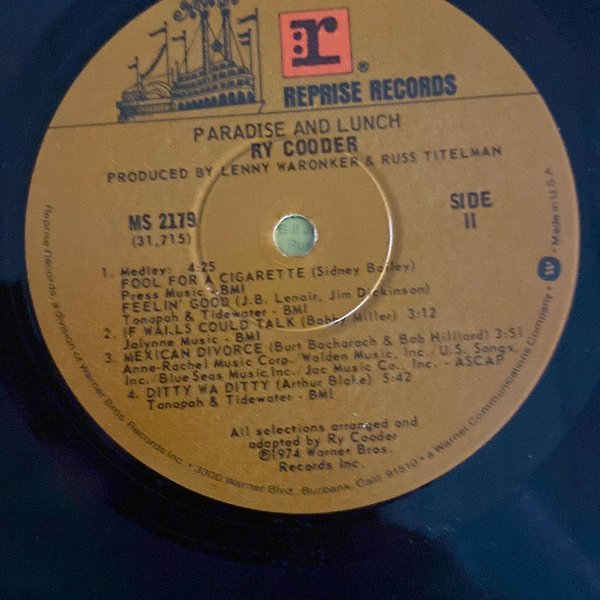 r
®
REPRISE RECORDS
PARADISE AND LUNCH
RY COODER
PRODUCED BY LENNY WARONKER & RUSS TITELMAN
MS 2179
(31,715)
SIDE
II
Bill
Rus
1. Medley: 4:25
FOOL FOR A CIGARETTE (Sidney Bailey)
Press Music - BMI
FEELIN' GOOD (J.B. Lenoir, Jim Dickinson)
Tonopah & Tidewater - BMI
2. IF WALLS COULD TALK (Bobby Miller) 3:12
Jalynne Music - BMI
3. MEXICAN DIVORCE (Burt Bacharach & Bob Hilliard) 3:51
Anne-Rachel Music Corp./Walden Music, Inc./U.S. Songs,
Inc./Blue Seas Music, Inc./Jac Music Co., Inc. - ASCAP
4. DITTY WA DITTY (Arthur Blake) 5:42
Tonopah & Tidewater - BMI
All selections arranged and
adapted by Ry Cooder
℗1974 Warner Bros.
Records Inc.
Reprise Records, a division of Warner Bros. Records Inc. • 3300 Warner Blvd., Burbank, Calif. 91510 • a Warner Communications Company • W • Made in U.S.A.